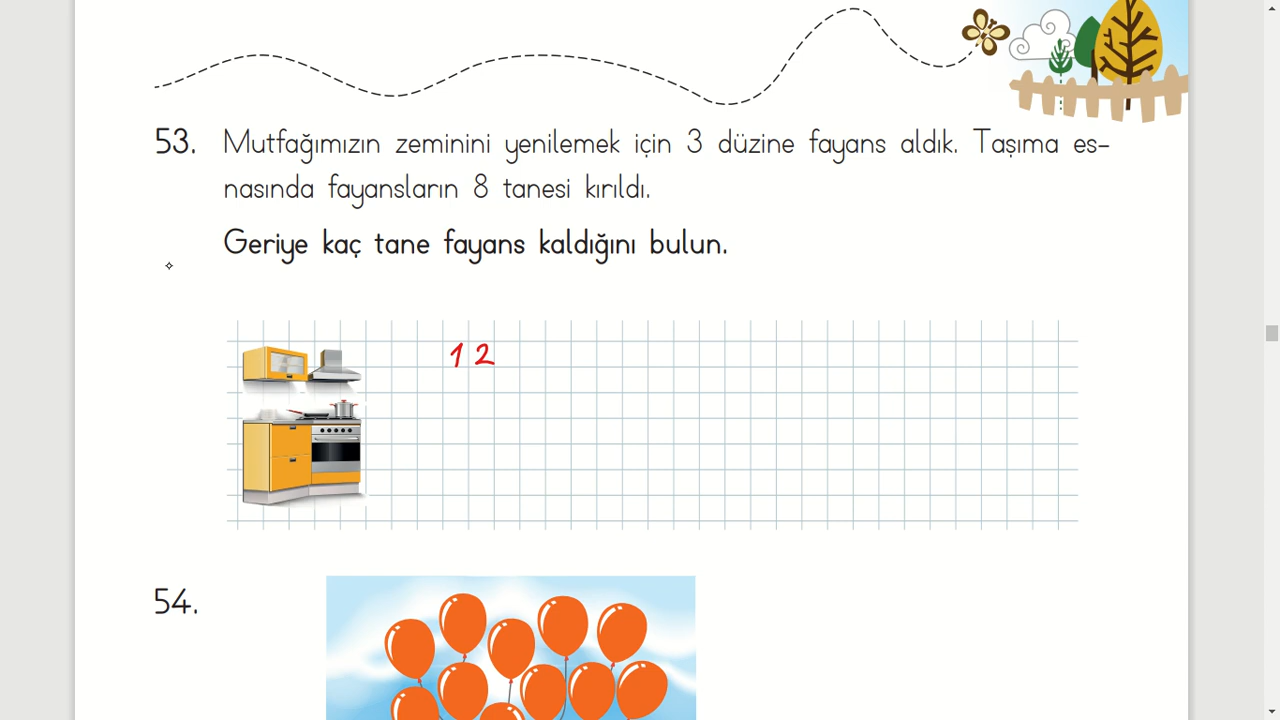 53. Mutfağımızın zeminini yenilemek için 3 düzine fayans aldık. Taşıma es-
nasında fayansların 8 tanesi kırıldı.
Geriye kaç tane fayans kaldığını bulun.
12
54.